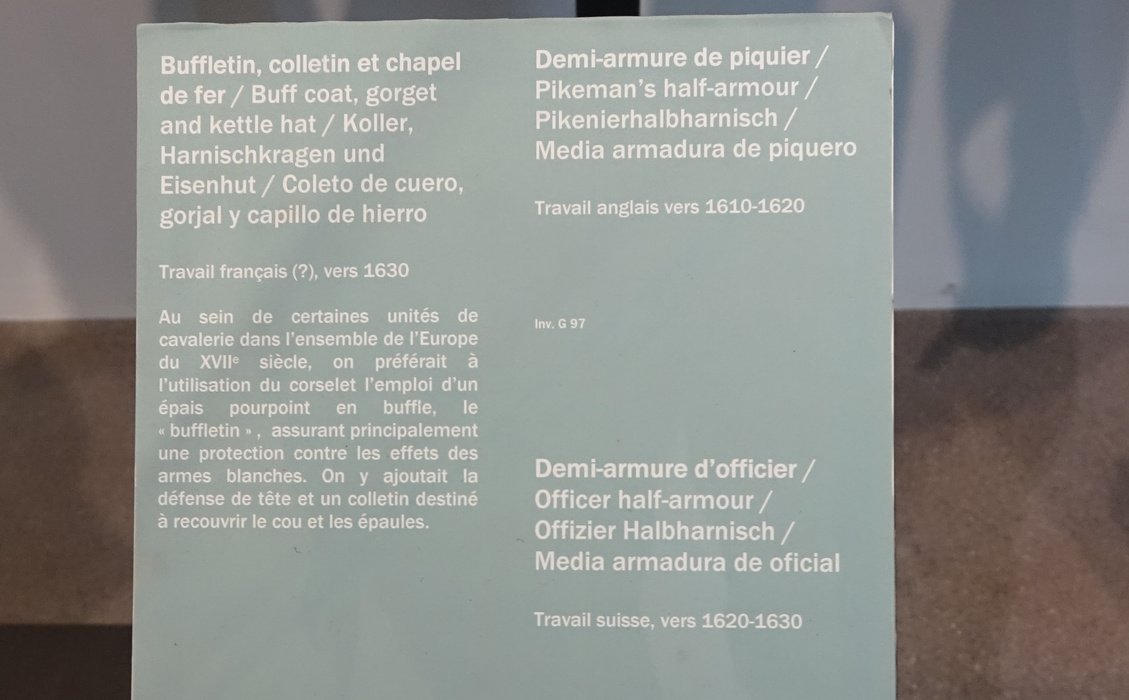 Buffletin, colletin et chapel
de fer / Buff coat, gorget
and kettle hat / Koller,
Harnischkragen und
Eisenhut / Coleto de cuero,
gorjal y capillo de hierro
Travail français (?), vers 1630
Au sein de certaines unités de
cavalerie dans l'ensemble de l'Europe
du XVIIe siècle, on préférait à
l'utilisation du corselet l'emploi d'un
épais pourpoint en buffle, le
« buffletin », assurant principalement
une protection contre les effets des
armes blanches. On y ajoutait la
défense de tête et un colletin destiné
à recouvrir le cou et les épaules.
Demi-armure de piquier /
Pikeman's half-armour /
Pikenierhalbharnisch /
Media armadura de piquero
Travail anglais vers 1610-1620
Inv. G 97
Demi-armure d'officier /
Officer half-armour /
Offizier Halbharnisch /
Media armadura de oficial
Travail suisse, vers 1620-1630